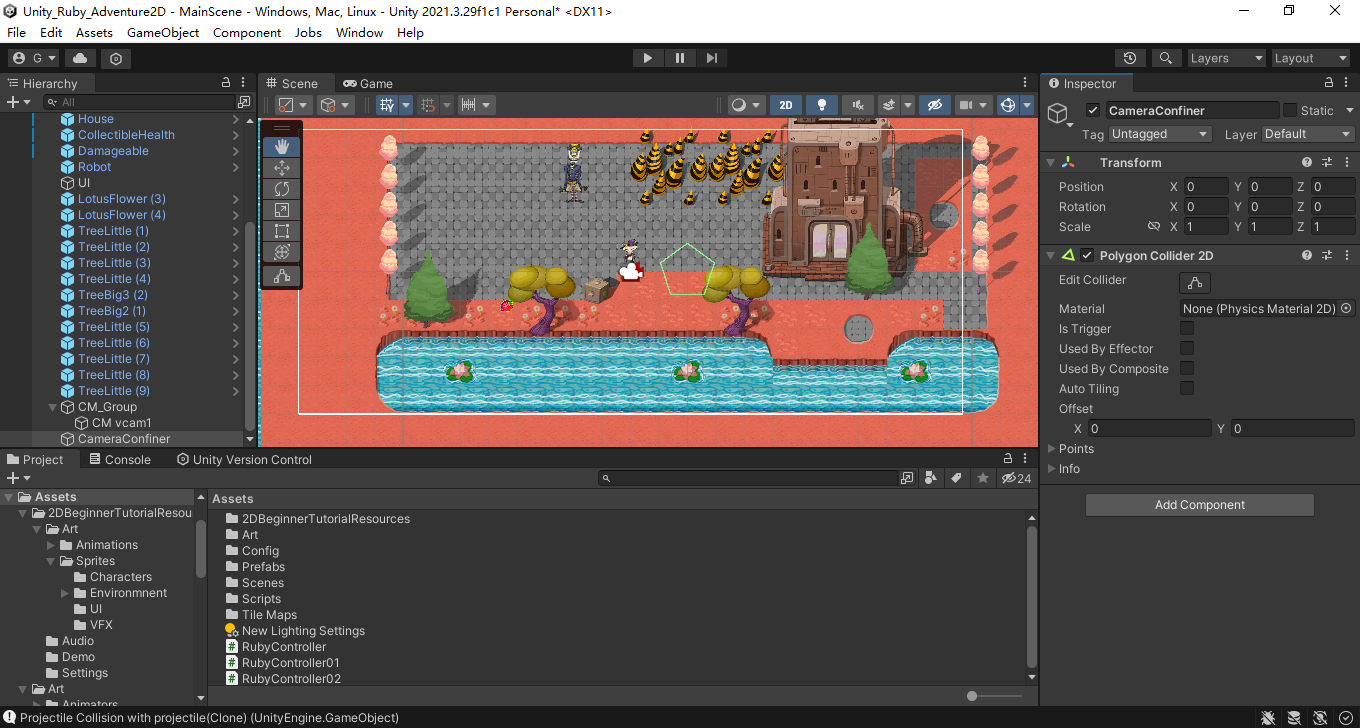 Unity_Ruby_Adventure2D - MainScene - Windows, Mac, Linux - Unity 2021.3.29f1c1 Personal* <DX11>
File Edit Assets GameObject Component Jobs Window Help
G Layers Layout
Hierarchy
All
House
CollectibleHealth
Damageable
Robot
UI
LotusFlower (3)
LotusFlower (4)
TreeLittle (1)
TreeLittle (2)
TreeLittle (3)
TreeLittle (4)
TreeBig3 (2)
TreeBig2 (1)
TreeLittle (5)
TreeLittle (6)
TreeLittle (7)
TreeLittle (8)
TreeLittle (9)
CM_Group
CM vcam1
CameraConfiner
Scene Game
2D
Inspector
CameraConfiner Static
Tag Untagged Layer Default
Transform
Position X 0 Y 0 Z 0
Rotation X 0 Y 0 Z 0
Scale X 1 Y 1 Z 1
Polygon Collider 2D
Edit Collider
Material None (Physics Material 2D)
Is Trigger
Used By Effector
Used By Composite
Auto Tiling
Offset
X 0 Y 0
Points
Info
Add Component
Project Console Unity Version Control
24
Assets
2DBeginnerTutorialResou
Art
Animations
Sprites
Characters
Environmnent
UI
VFX
Audio
Demo
Settings
Art
Animators
Assets
2DBeginnerTutorialResources
Art
Config
Prefabs
Scenes
Scripts
Tile Maps
New Lighting Settings
RubyController
RubyController01
RubyController02
Projectile Collision with projectile(Clone) (UnityEngine.GameObject)